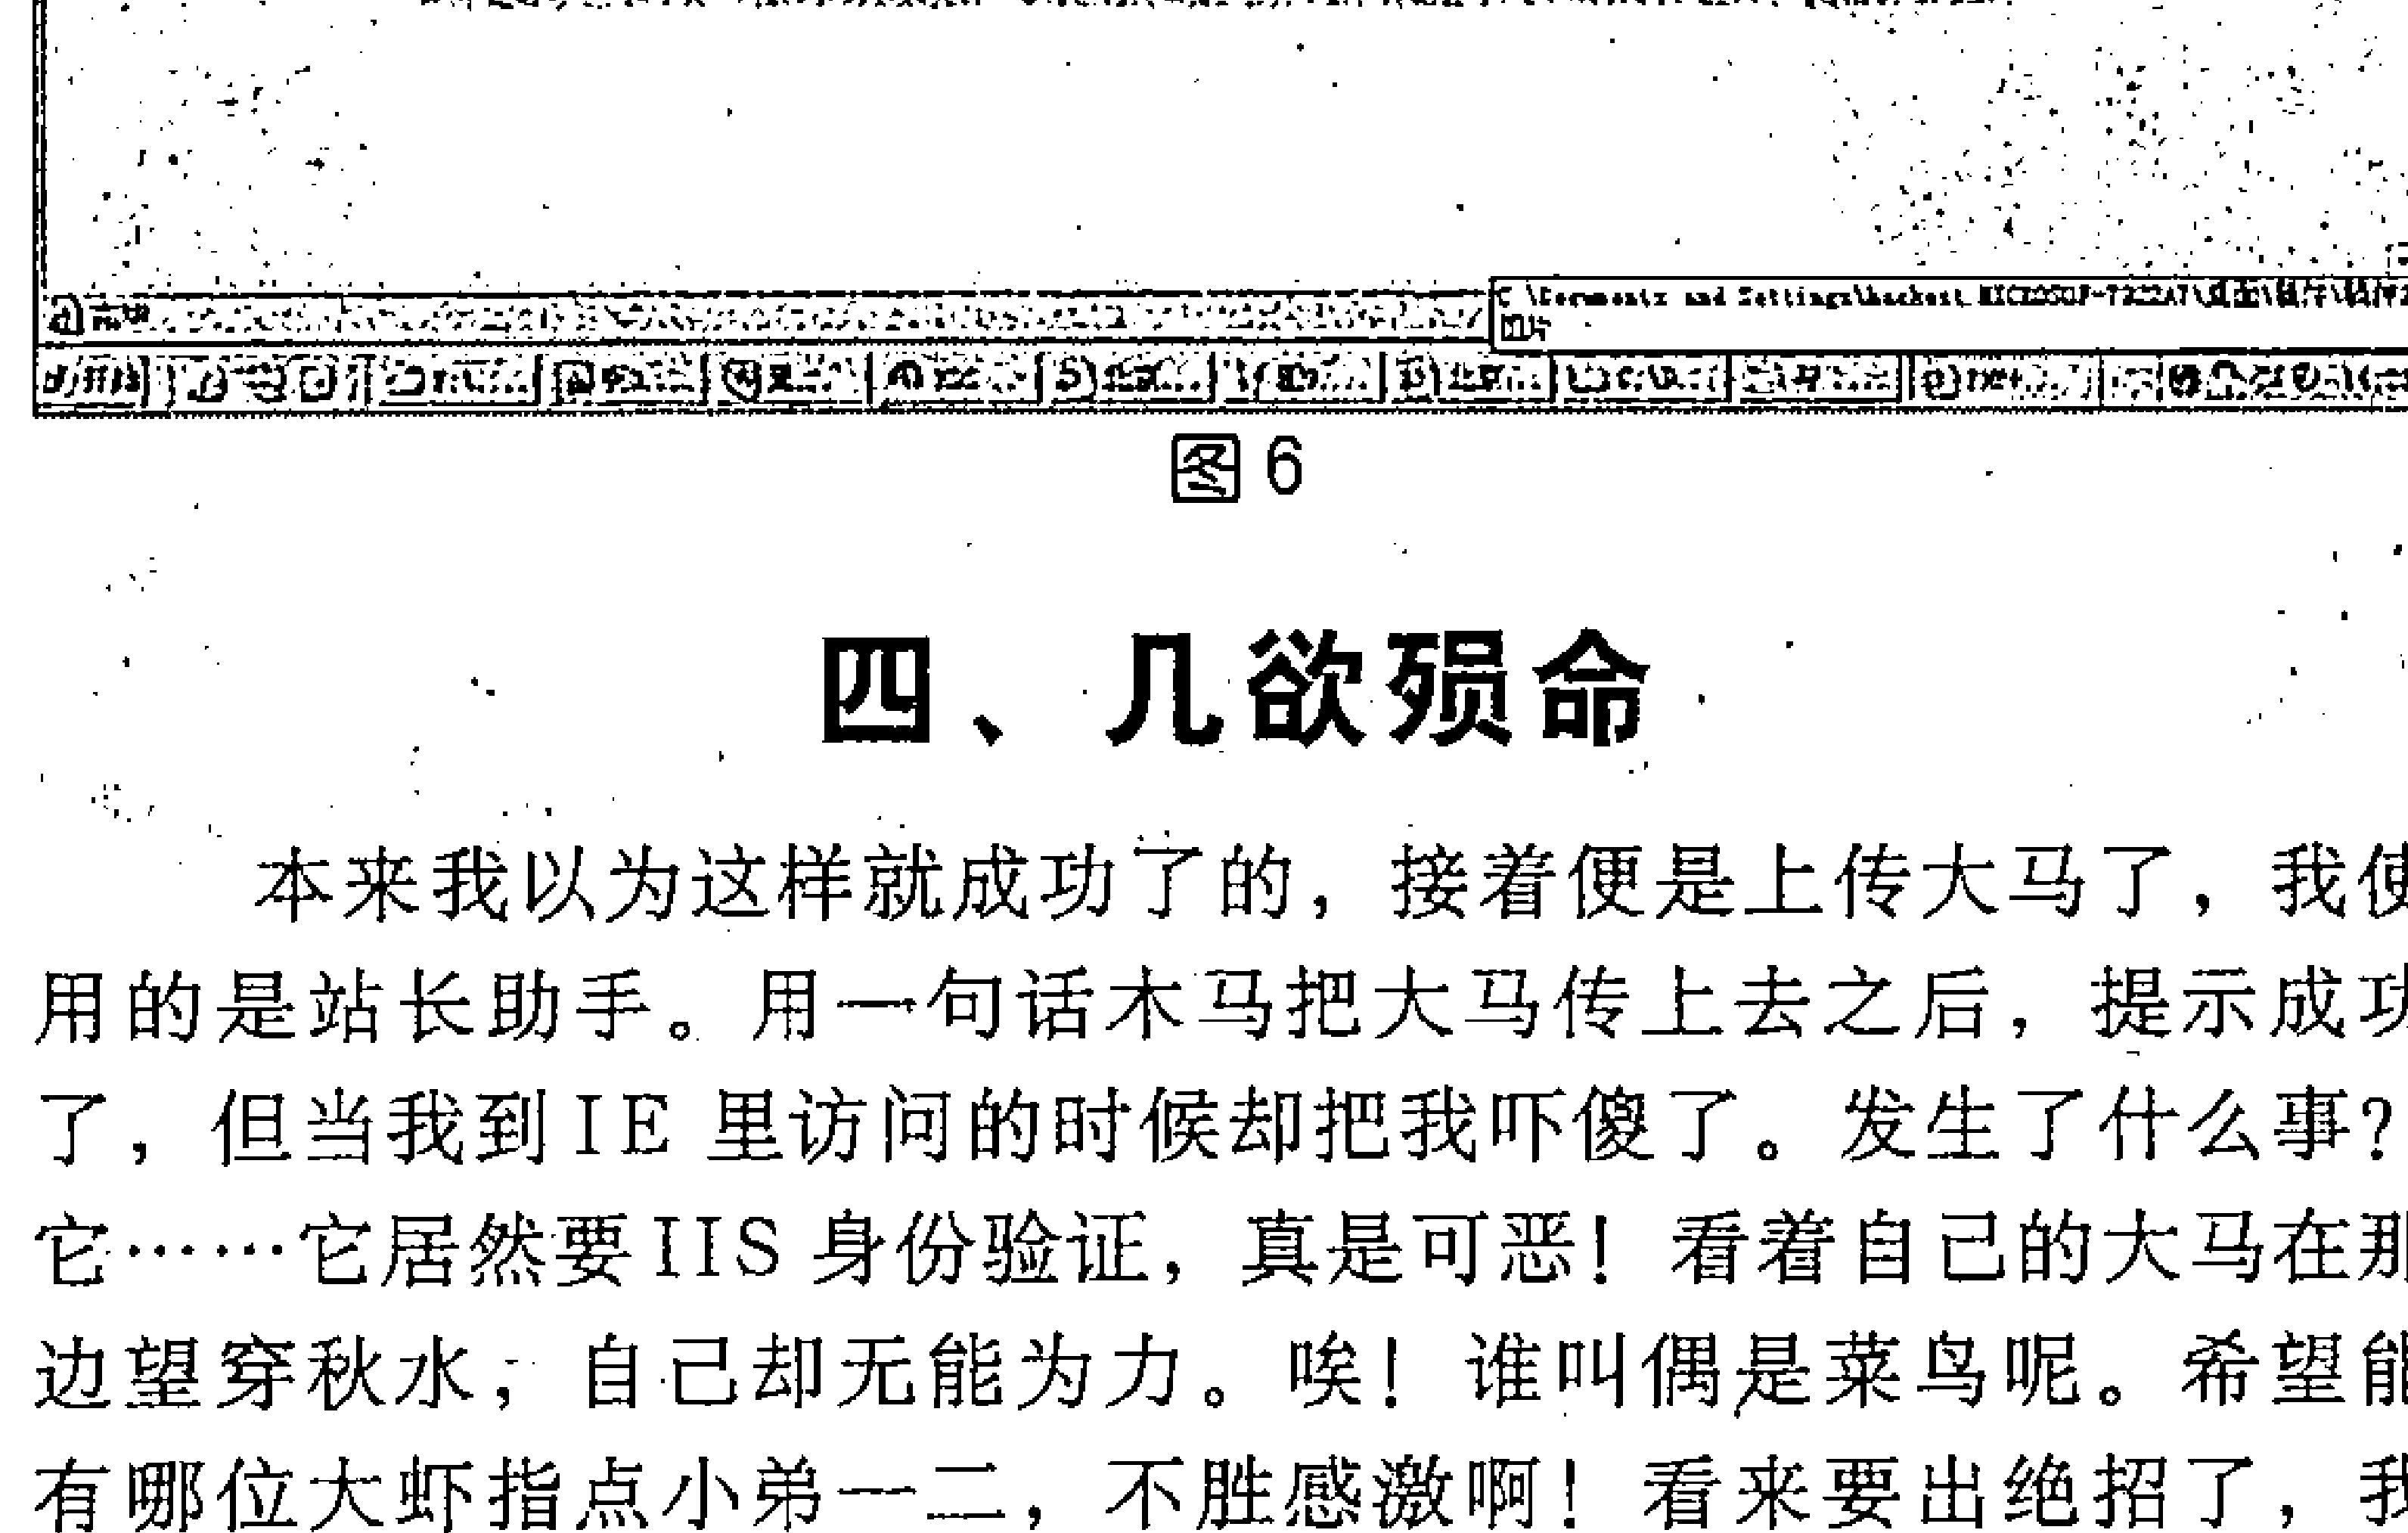 C:\Documents and Settings\
图片
图6
四、几欲殒命
本来我以为这样就成功了的，接着便是上传大马了，我使
用的是站长助手。用一句话木马把大马传上去之后，提示成功
了，但当我到IE 里访问的时候却把我吓傻了。发生了什么事？
它……它居然要IIS 身份验证，真是可恶！看着自己的大马在那
边望穿秋水，自己却无能为力。唉！谁叫偶是菜鸟呢。希望能
有哪位大虾指点小弟一二，不胜感激啊！看来要出绝招了，我